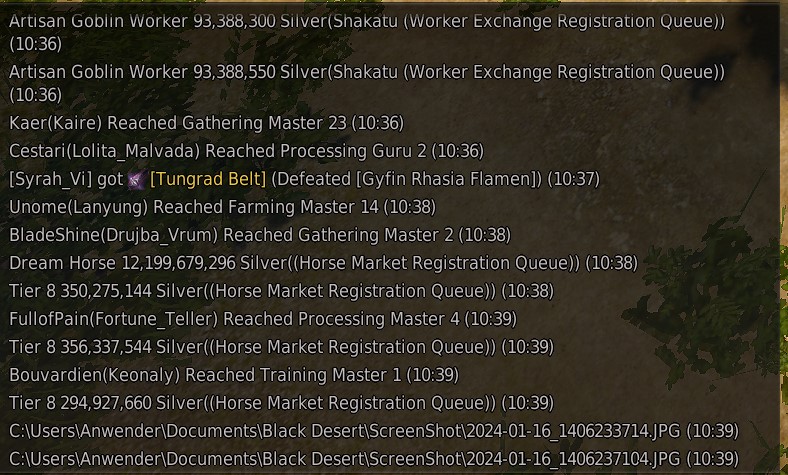 Artisan Goblin Worker 93,388,300 Silver(Shakatu (Worker Exchange Registration Queue))
(10:36)
Artisan Goblin Worker 93,388,550 Silver(Shakatu (Worker Exchange Registration Queue))
(10:36)
Kaer(Kaire) Reached Gathering Master 23 (10:36)
Cestari(Lolita_Malvada) Reached Processing Guru 2 (10:36)
[Syrah_Vi] got [Tungrad Belt] (Defeated [Gyfin Rhasia Flamen]) (10:37)
Unome(Lanyung) Reached Farming Master 14 (10:38)
BladeShine(Drujba_Vrum) Reached Gathering Master 2 (10:38)
Dream Horse 12,199,679,296 Silver((Horse Market Registration Queue)) (10:38)
Tier 8 350,275,144 Silver((Horse Market Registration Queue)) (10:38)
FullofPain(Fortune_Teller) Reached Processing Master 4 (10:39)
Tier 8 356,337,544 Silver((Horse Market Registration Queue)) (10:39)
Bouvardien(Keonaly) Reached Training Master 1 (10:39)
Tier 8 294,927,660 Silver((Horse Market Registration Queue)) (10:39)
C:\Users\Anwender\Documents\Black Desert\ScreenShot\2024-01-16_1406233714.JPG (10:39)
C:\Users\Anwender\Documents\Black Desert\ScreenShot\2024-01-16_1406237104.JPG (10:39)